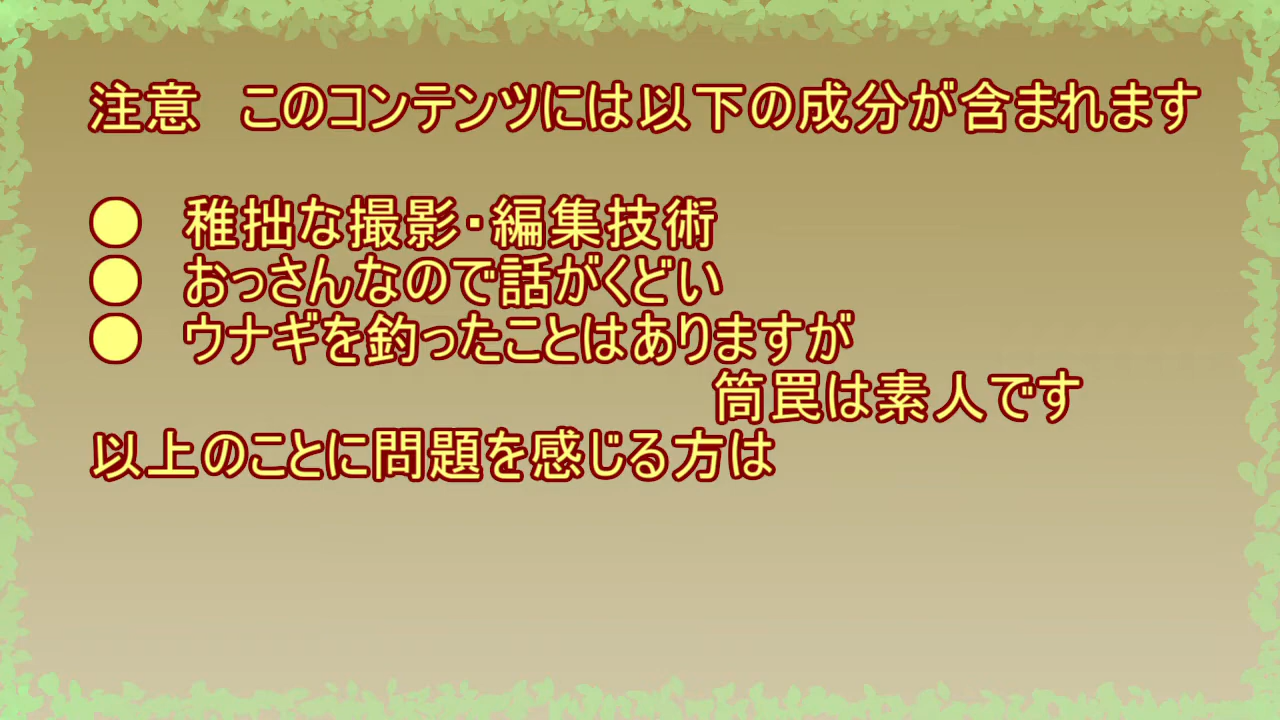 注意　このコンテンツには以下の成分が含まれます
●　稚拙な撮影・編集技術
●　おっさんなので話がくどい
●　ウナギを釣ったことはありますが
筒罠は素人です
以上のことに問題を感じる方は